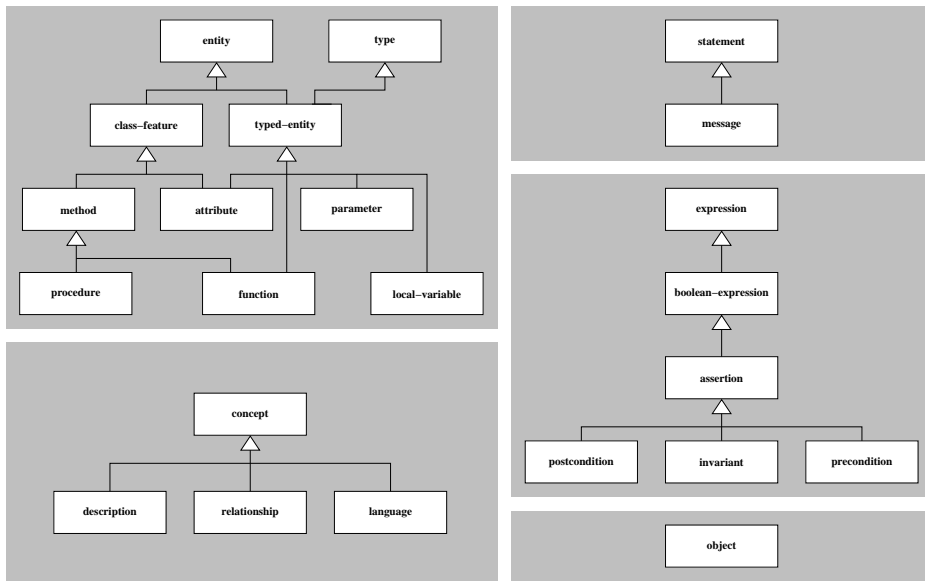 entity
type
class–feature
typed–entity
method
attribute
parameter
procedure
function
local–variable
concept
description
relationship
language
statement
message
expression
boolean–expression
assertion
postcondition
invariant
precondition
object